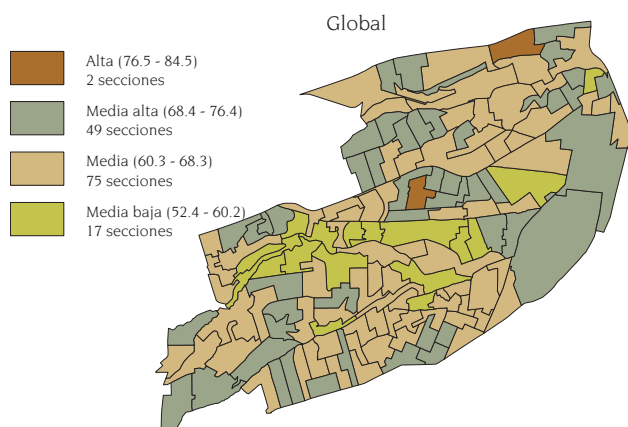 Global
Alta (76.5 - 84.5)
2 secciones
Media alta (68.4 - 76.4)
49 secciones
Media (60.3 - 68.3)
75 secciones
Media baja (52.4 - 60.2)
17 secciones